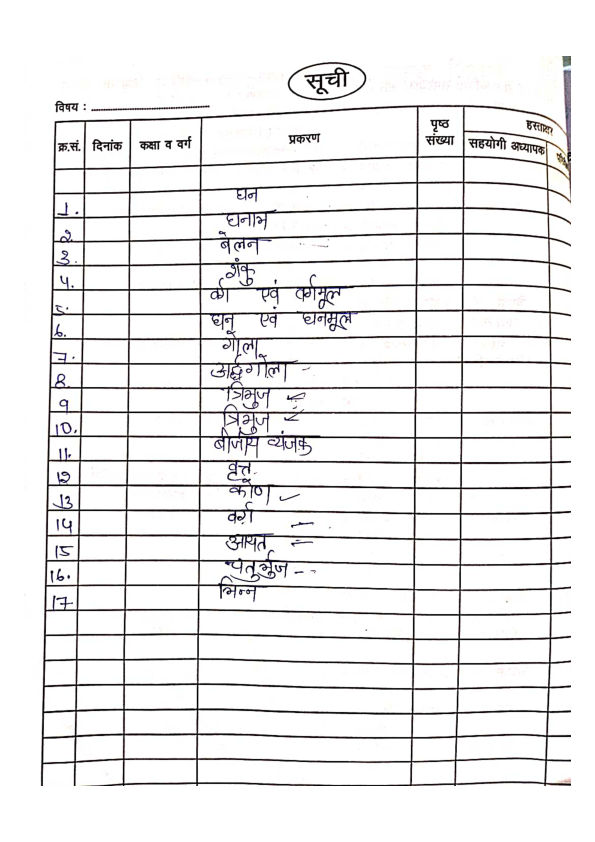 सूची
विषय : ........................................
क्र.सं. दिनांक कक्षा व वर्ग प्रकरण पृष्ठ संख्या हस्ताक्षर
सहयोगी अध्यापक
1. घन
2. घनाभ
3. बेलन
4. शंकु
5. वर्ग एवं वर्गमूल
6. घन एवं घनमूल
7. गोला
8. अर्द्धगोला
9 त्रिभुज
10. त्रिभुज
11. बीजीय व्यंजक
12 वृत्त
13 कोण
14 वर्ग
15 आयत
16. चतुर्भुज
17 भिन्न